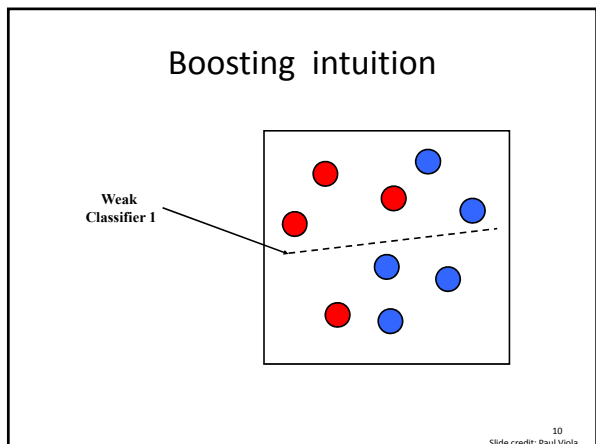 Boosting intuition
Weak
Classifier 1
10
Slide credit: Paul Viola